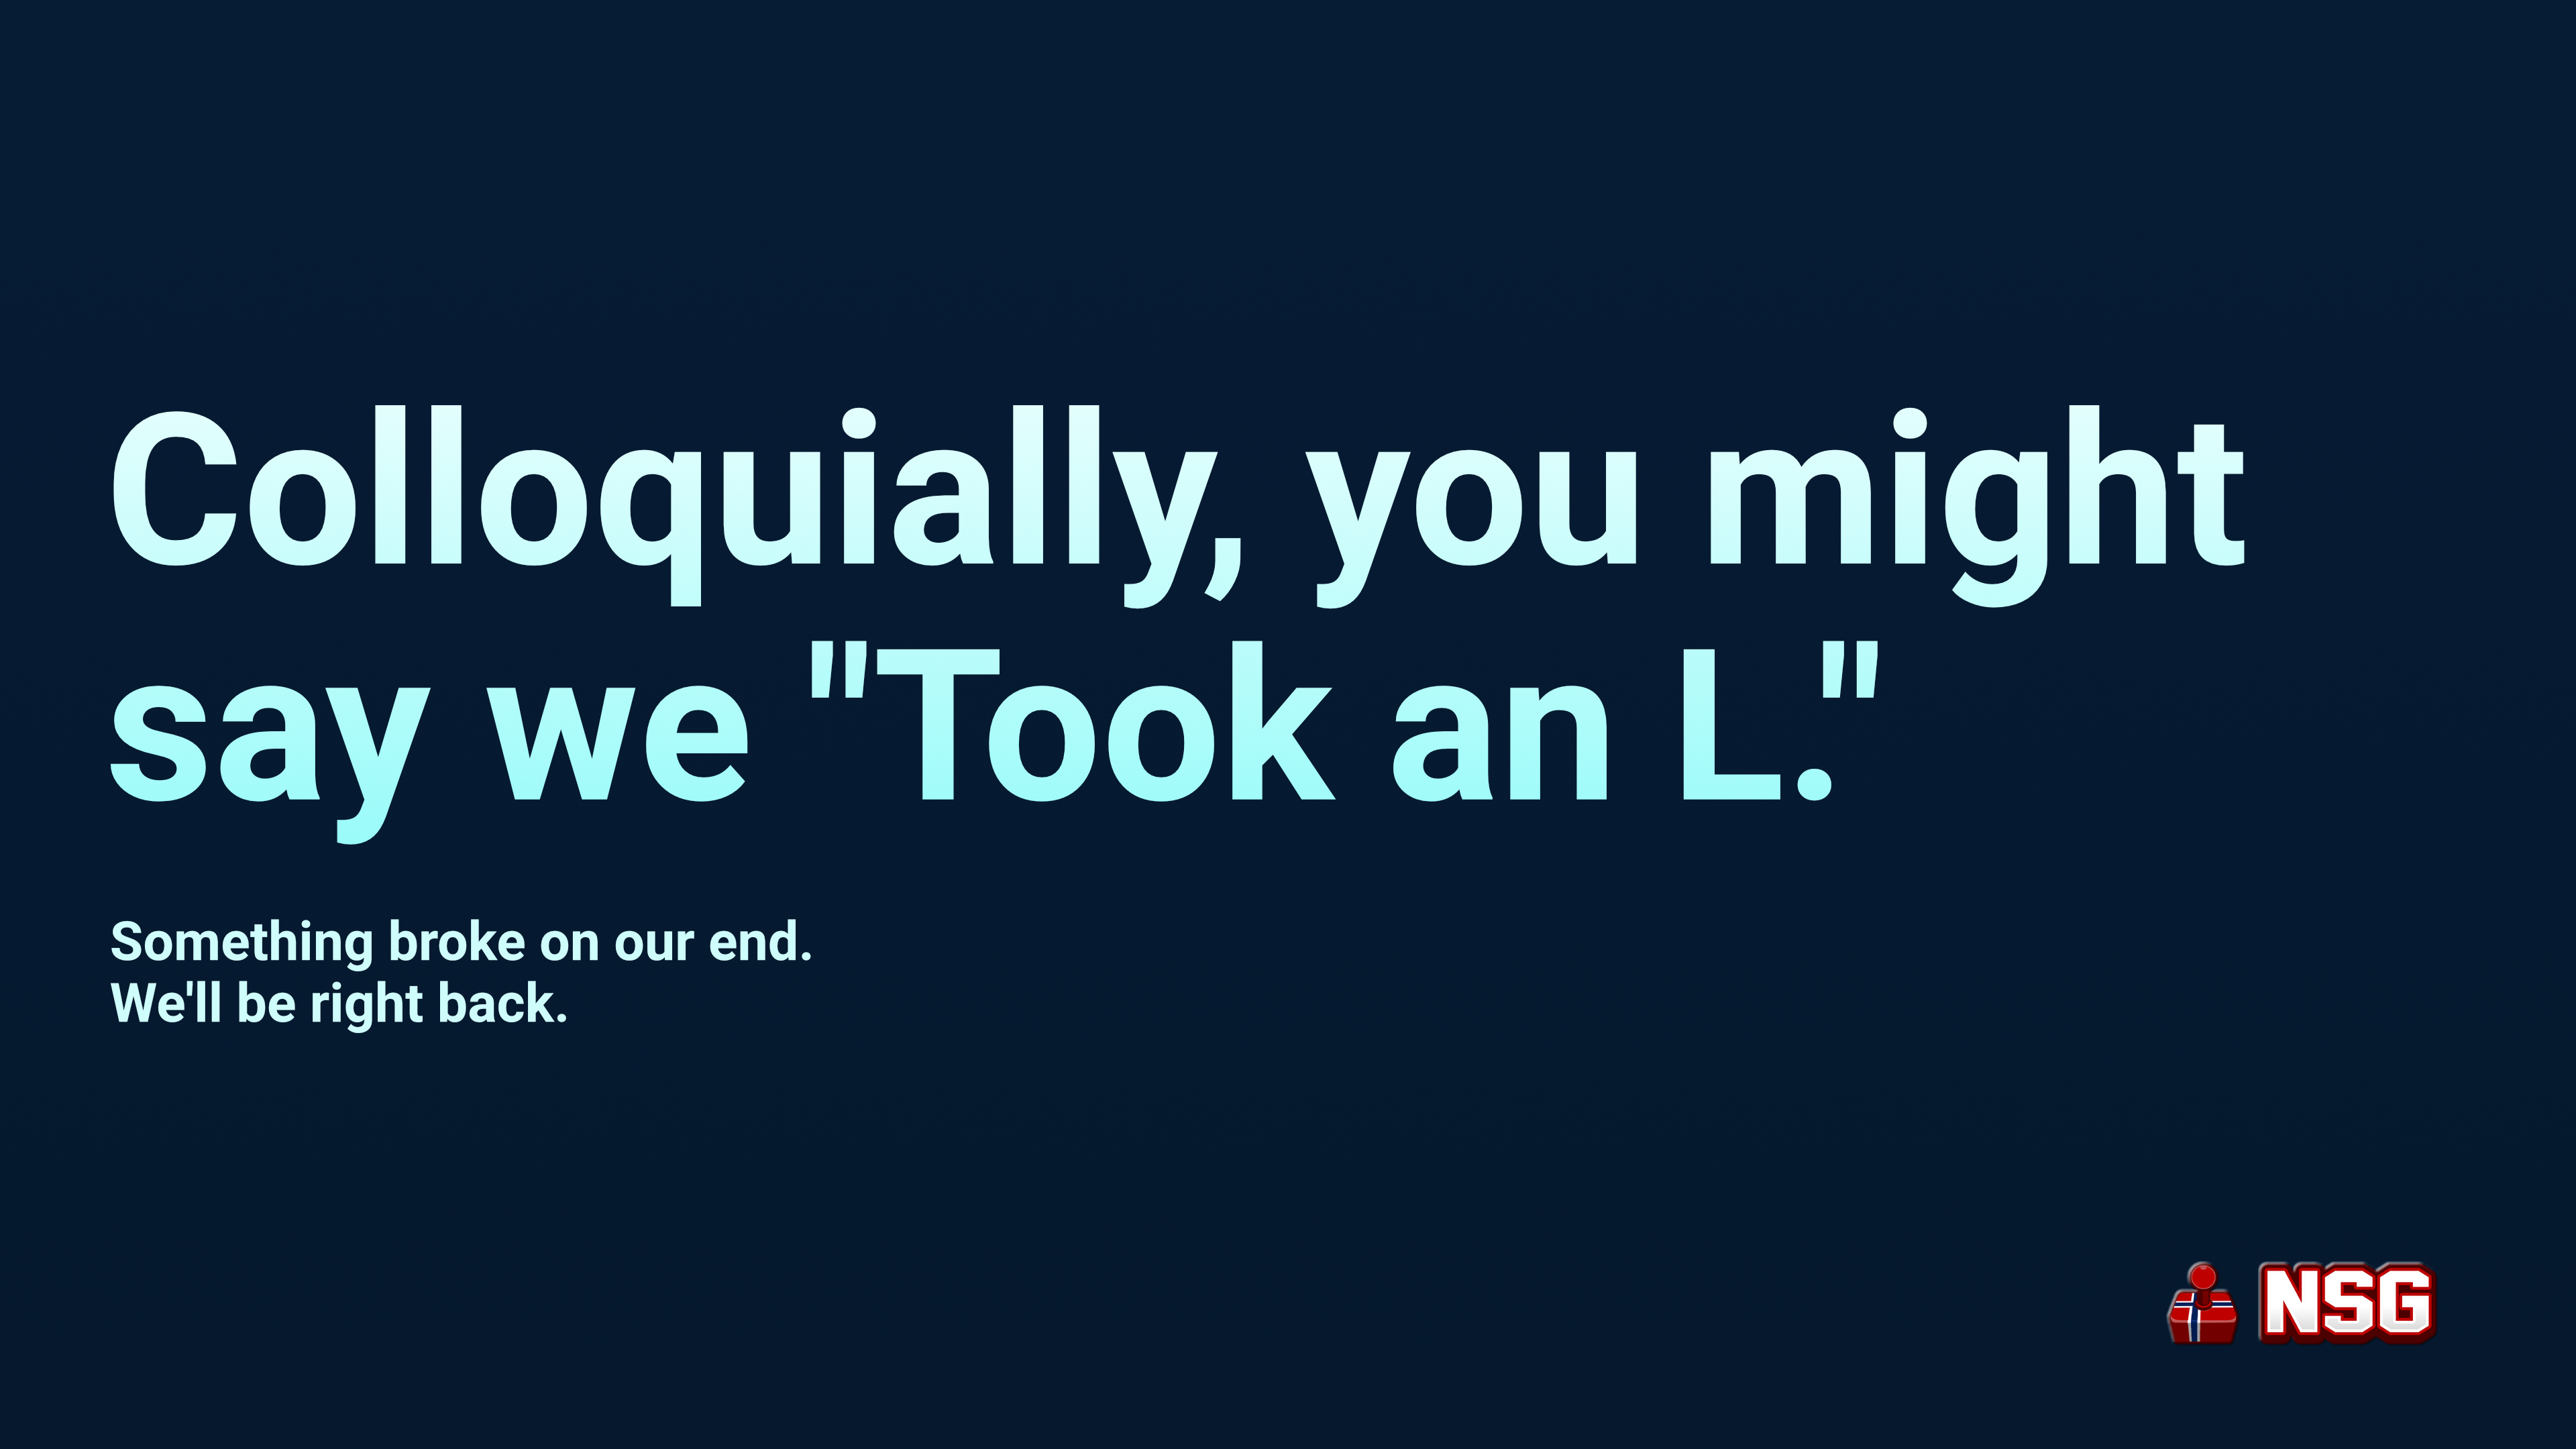 Colloquially, you might
say we "Took an L."
Something broke on our end.
We'll be right back.
NSG